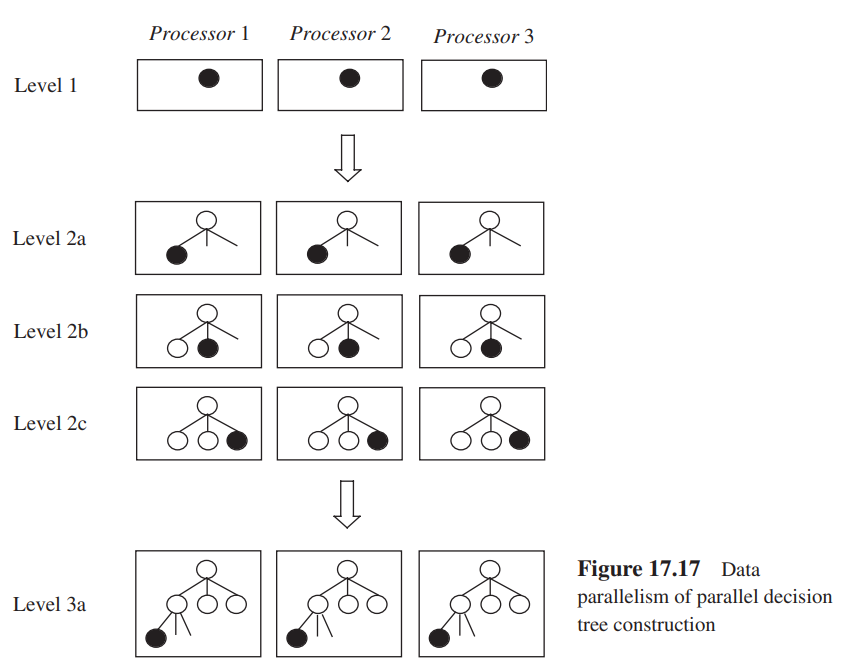 Processor 1 Processor 2 Processor 3
Level 1
Level 2a
Level 2b
Level 2c
Level 3a
Figure 17.17 Data
parallelism of parallel decision
tree construction